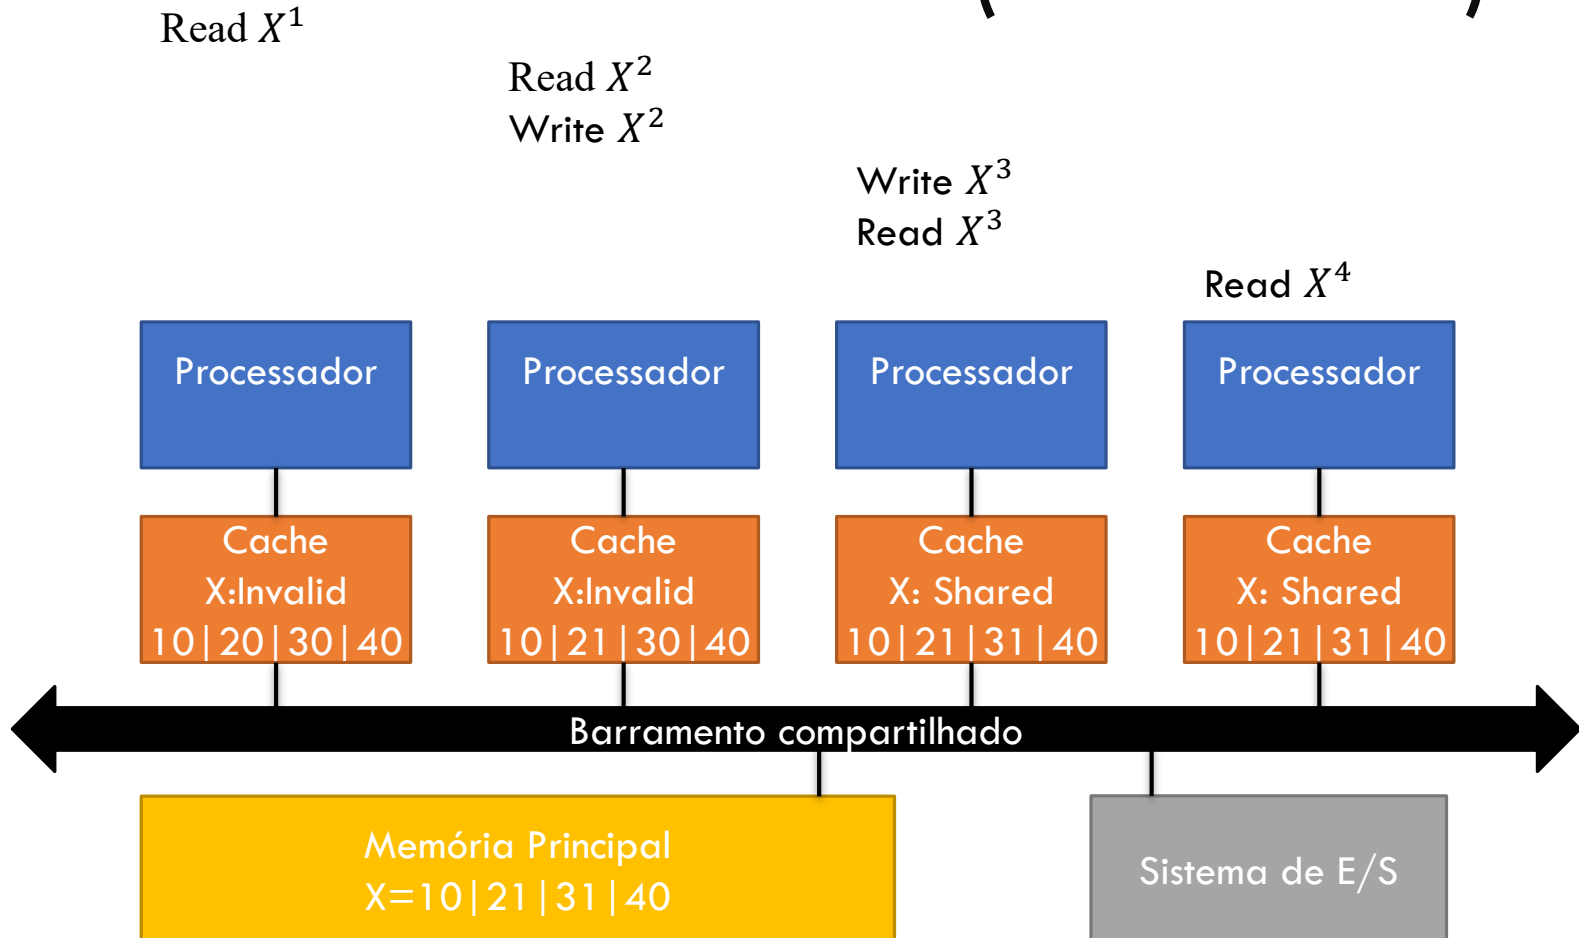 Read X¹
Read X²
Write X²
Write X³
Read X³
Read X⁴
Processador
Processador
Processador
Processador
Cache
X:Invalid
10|20|30|40
Cache
X:Invalid
10|21|30|40
Cache
X: Shared
10|21|31|40
Cache
X: Shared
10|21|31|40
Barramento compartilhado
Memória Principal
X=10|21|31|40
Sistema de E/S